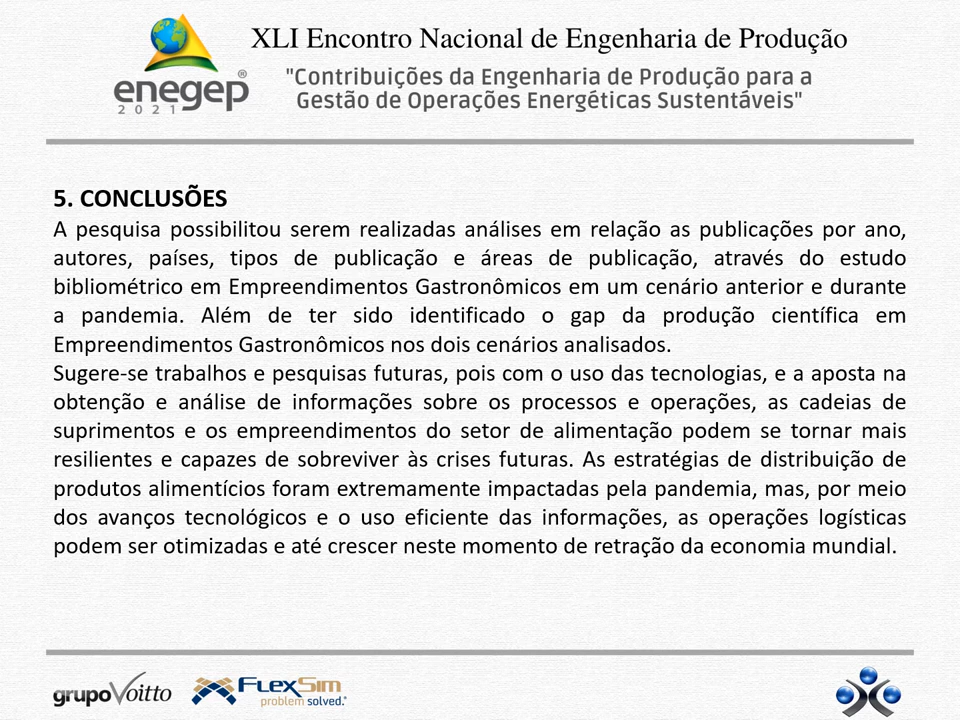 XLI Encontro Nacional de Engenharia de Produção
"Contribuições da Engenharia de Produção para a
Gestão de Operações Energéticas Sustentáveis"
enegep®
2021
5. CONCLUSÕES
A pesquisa possibilitou serem realizadas análises em relação as publicações por ano,
autores, países, tipos de publicação e áreas de publicação, através do estudo
bibliométrico em Empreendimentos Gastronômicos em um cenário anterior e durante
a pandemia. Além de ter sido identificado o gap da produção científica em
Empreendimentos Gastronômicos nos dois cenários analisados.
Sugere-se trabalhos e pesquisas futuras, pois com o uso das tecnologias, e a aposta na
obtenção e análise de informações sobre os processos e operações, as cadeias de
suprimentos e os empreendimentos do setor de alimentação podem se tornar mais
resilientes e capazes de sobreviver às crises futuras. As estratégias de distribuição de
produtos alimentícios foram extremamente impactadas pela pandemia, mas, por meio
dos avanços tecnológicos e o uso eficiente das informações, as operações logísticas
podem ser otimizadas e até crescer neste momento de retração da economia mundial.
grupoVoitto
FlexSim
problem solved.®